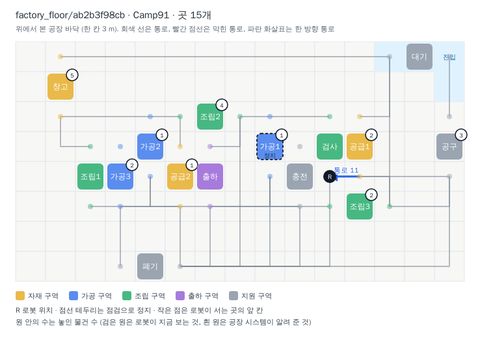 factory_floor/ab2b3f98cb · Camp91 · 곳 15개
위에서 본 공장 바닥 (한 칸 3 m). 회색 선은 통로, 빨간 점선은 막힌 통로, 파란 화살표는 한 방향 통로
대기 진입
창고 5
조립2 4
가공2 1 가공1 1 검사 공급1 2 공구 3
조립1 가공3 2 공급2 1 출하 충전 R 통로 11
조립3 2
폐기
자재 구역 가공 구역 조립 구역 출하 구역 지원 구역
R 로봇 위치 · 점선 테두리는 점검으로 정지 · 작은 점은 로봇이 서는 곳의 앞 칸
원 안의 수는 놓인 물건 수 (검은 원은 로봇이 지금 보는 것, 흰 원은 공장 시스템이 알려 준 것)